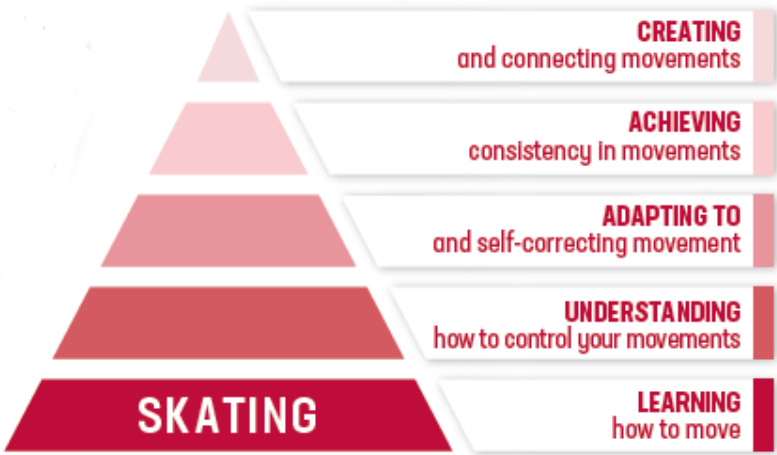 CREATING
and connecting movements
ACHIEVING
consistency in movements
ADAPTING TO
and self-correcting movement
UNDERSTANDING
how to control your movements
SKATING
LEARNING
how to move